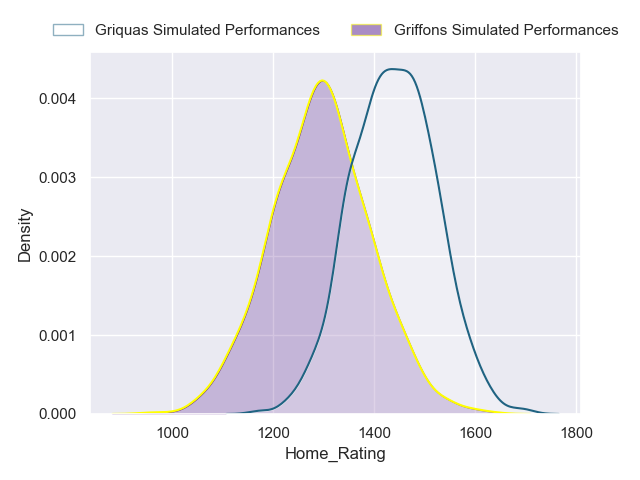 Griquas Simulated Performances Griffons Simulated Performances
0.004
0.003
0.002
0.001
0.000
Density
1000 1200 1400 1600 1800
Home_Rating